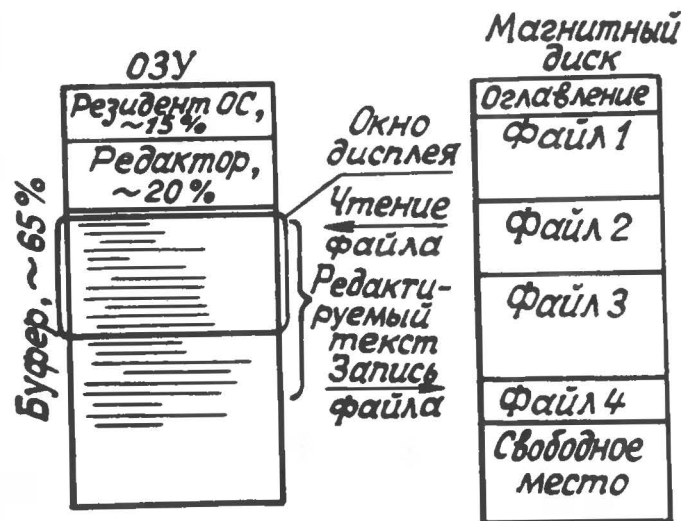 ОЗУ
Резидент ОС,
~15%
Редактор,
~20%
Буфер, ~65%
Окно
дисплея
Чтение
файла
Редакти-
руемый
текст
Запись
файла
Магнитный
диск
Оглавление
Файл 1
Файл 2
Файл 3
Файл 4
Свободное
место